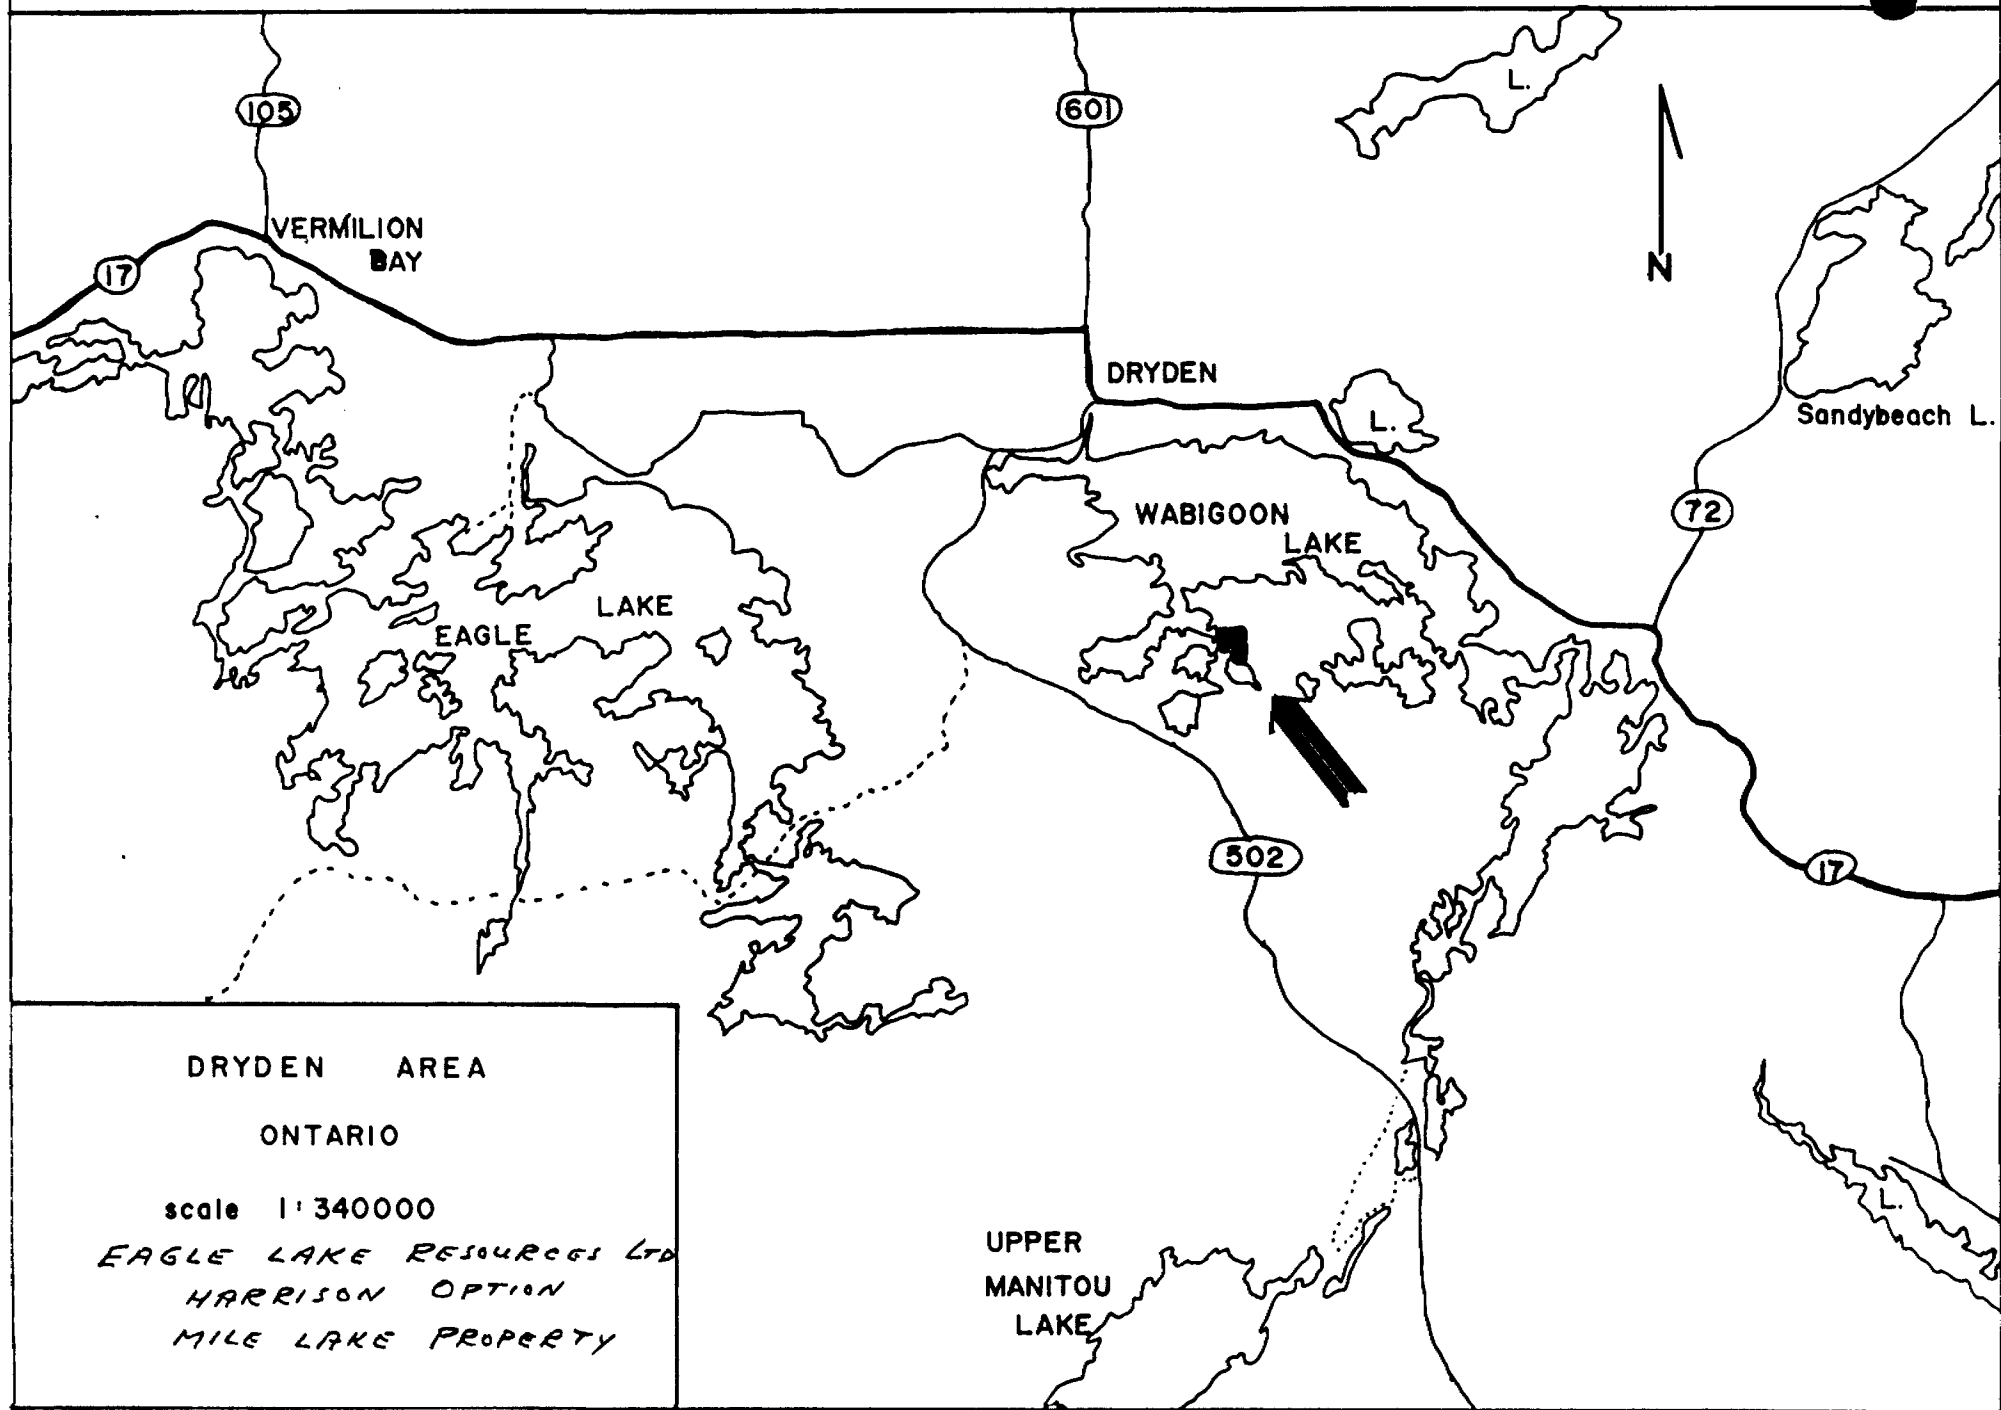 L.
105
601
VERMILION
BAY
17
N
DRYDEN
L.
Sandybeach L.
WABIGOON
LAKE
72
LAKE
EAGLE
502
17
DRYDEN AREA
ONTARIO
scale 1:340000
EAGLE LAKE RESOURCES LTD
HARRISON OPTION
MILE LAKE PROPERTY
L.
UPPER
MANITOU
LAKE